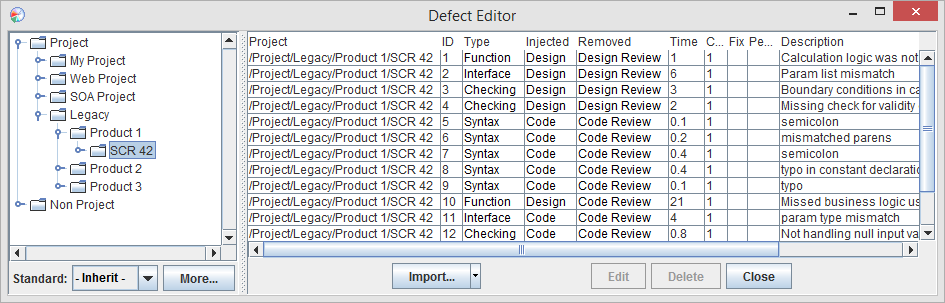 Defect Editor
Project
My Project
Web Project
SOA Project
Legacy
Product 1
SCR 42
Product 2
Product 3
Non Project
Standard: - Inherit - More...
Project ID Type Injected Removed Time C... Fix Pe... Description
/Project/Legacy/Product 1/SCR 42 1 Function Design Design Review 1 1 Calculation logic was not
/Project/Legacy/Product 1/SCR 42 2 Interface Design Design Review 6 1 Param list mismatch
/Project/Legacy/Product 1/SCR 42 3 Checking Design Design Review 3 1 Boundary conditions in ca
/Project/Legacy/Product 1/SCR 42 4 Checking Design Design Review 2 1 Missing check for validity
/Project/Legacy/Product 1/SCR 42 5 Syntax Code Code Review 0.1 1 semicolon
/Project/Legacy/Product 1/SCR 42 6 Syntax Code Code Review 0.2 1 mismatched parens
/Project/Legacy/Product 1/SCR 42 7 Syntax Code Code Review 0.4 1 semicolon
/Project/Legacy/Product 1/SCR 42 8 Syntax Code Code Review 0.4 1 typo in constant declaratio
/Project/Legacy/Product 1/SCR 42 9 Syntax Code Code Review 0.1 1 typo
/Project/Legacy/Product 1/SCR 42 10 Function Design Code Review 21 1 Missed business logic us
/Project/Legacy/Product 1/SCR 42 11 Interface Code Code Review 4 1 param type mismatch
/Project/Legacy/Product 1/SCR 42 12 Checking Code Code Review 0.8 1 Not handling null input va
Import... Edit Delete Close